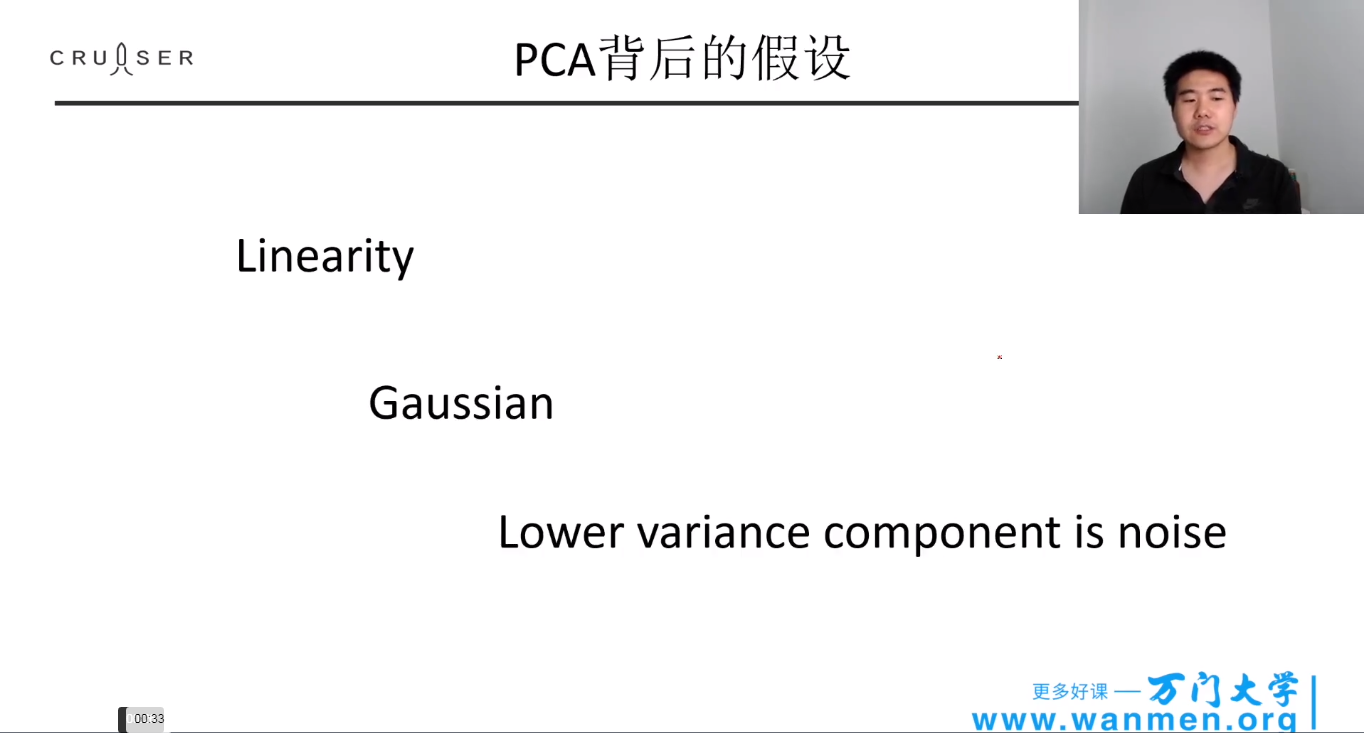 CRUISER
PCA背后的假设
Linearity
Gaussian
Lower variance component is noise
更多好课 — 万门大学
www.wanmen.org
00:33